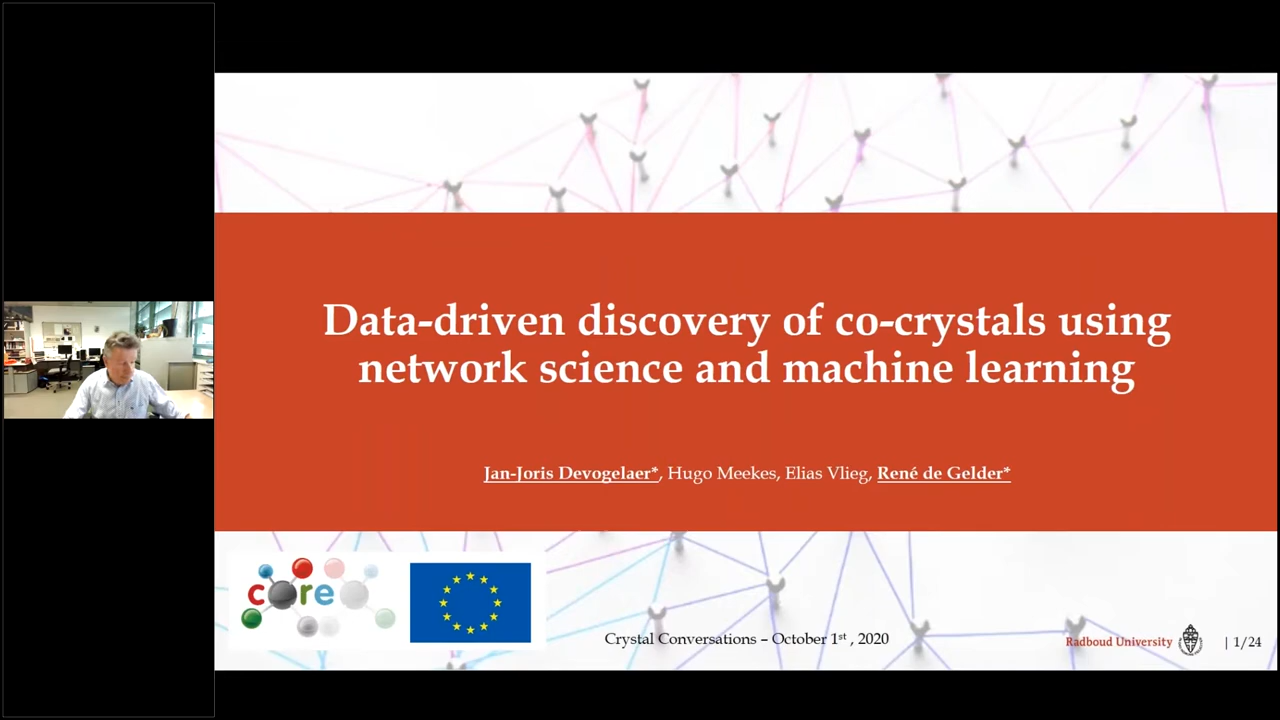 Data-driven discovery of co-crystals using
network science and machine learning
Jan-Joris Devogelaer*, Hugo Meekes, Elias Vlieg, René de Gelder*
core
Crystal Conversations – October 1st , 2020
Radboud University
| 1/24